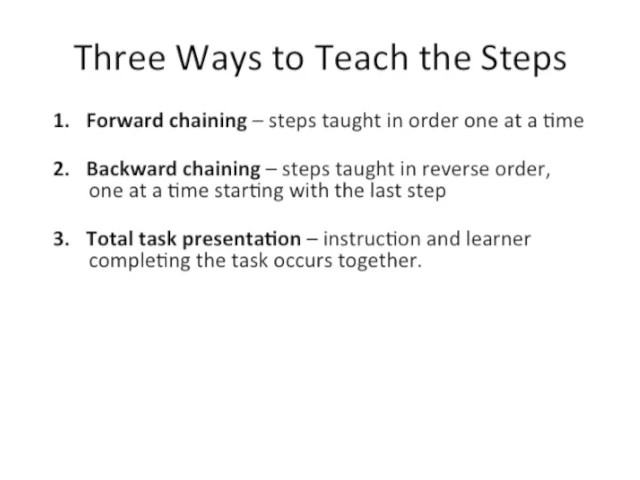 Three Ways to Teach the Steps
1. Forward chaining – steps taught in order one at a time
2. Backward chaining – steps taught in reverse order,
one at a time starting with the last step
3. Total task presentation – instruction and learner
completing the task occurs together.